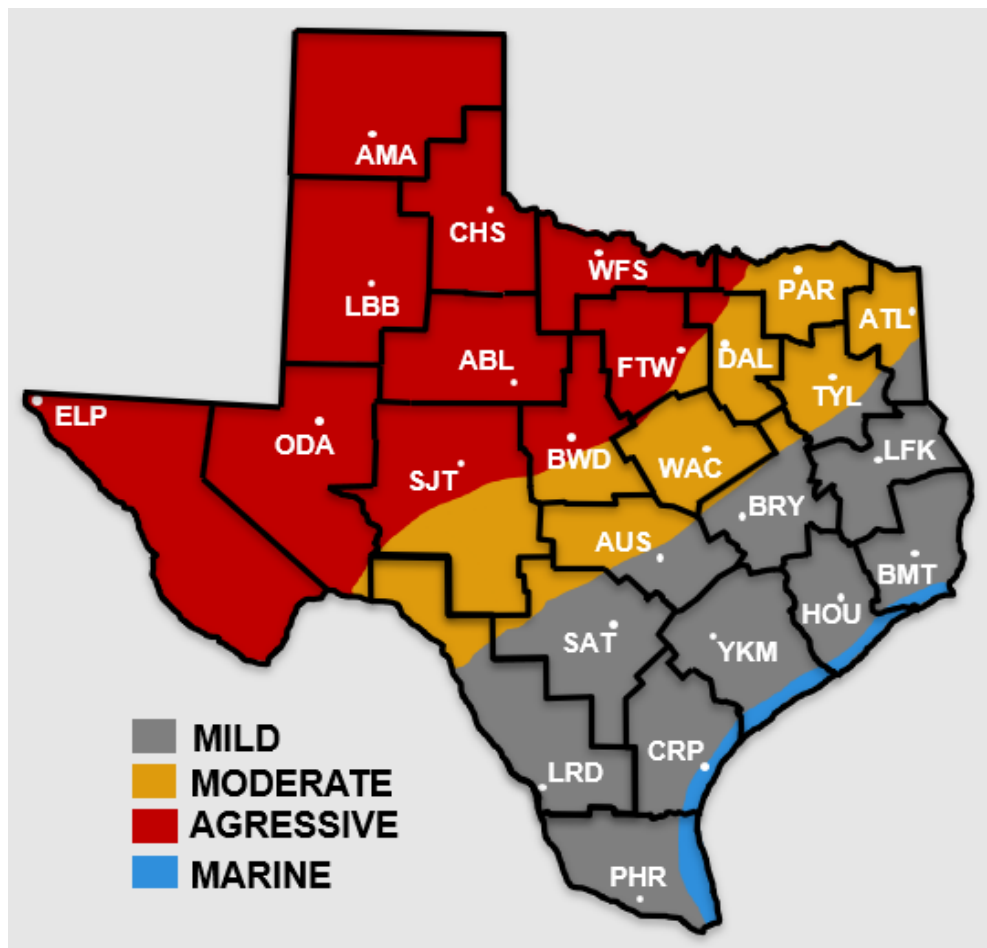 AMA
CHS
WFS
LBB
PAR
ATL
ABL
FTW
DAL
TYL
ELP
ODA
SJT
BWD
WAC
LFK
BRY
AUS
BMT
HOU
SAT
YKM
LRD
CRP
PHR
MILD
MODERATE
AGRESSIVE
MARINE